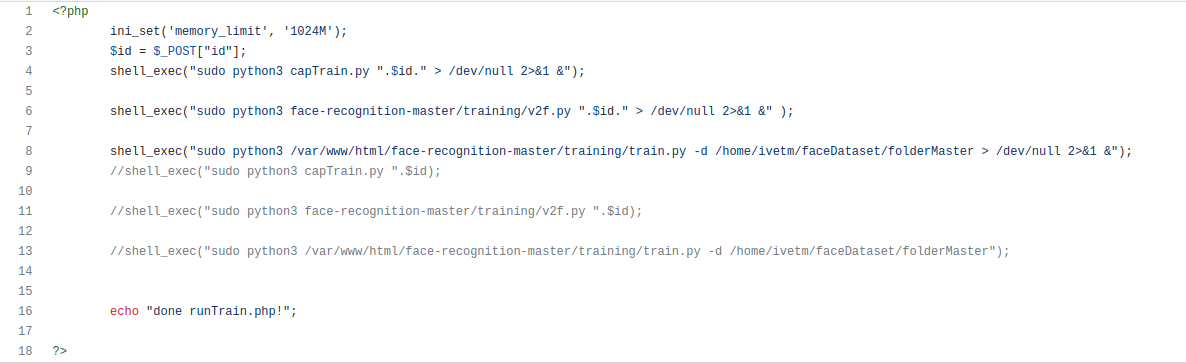 1 <?php
2 ini_set('memory_limit', '1024M');
3 $id = $_POST["id"];
4 shell_exec("sudo python3 capTrain.py ".$id." > /dev/null 2>&1 &");
5
6 shell_exec("sudo python3 face-recognition-master/training/v2f.py ".$id." > /dev/null 2>&1 &" );
7
8 shell_exec("sudo python3 /var/www/html/face-recognition-master/training/train.py -d /home/ivetm/faceDataset/folderMaster > /dev/null 2>&1 &");
9 //shell_exec("sudo python3 capTrain.py ".$id);
10
11 //shell_exec("sudo python3 face-recognition-master/training/v2f.py ".$id);
12
13 //shell_exec("sudo python3 /var/www/html/face-recognition-master/training/train.py -d /home/ivetm/faceDataset/folderMaster");
14
15
16 echo "done runTrain.php!";
17
18 ?>